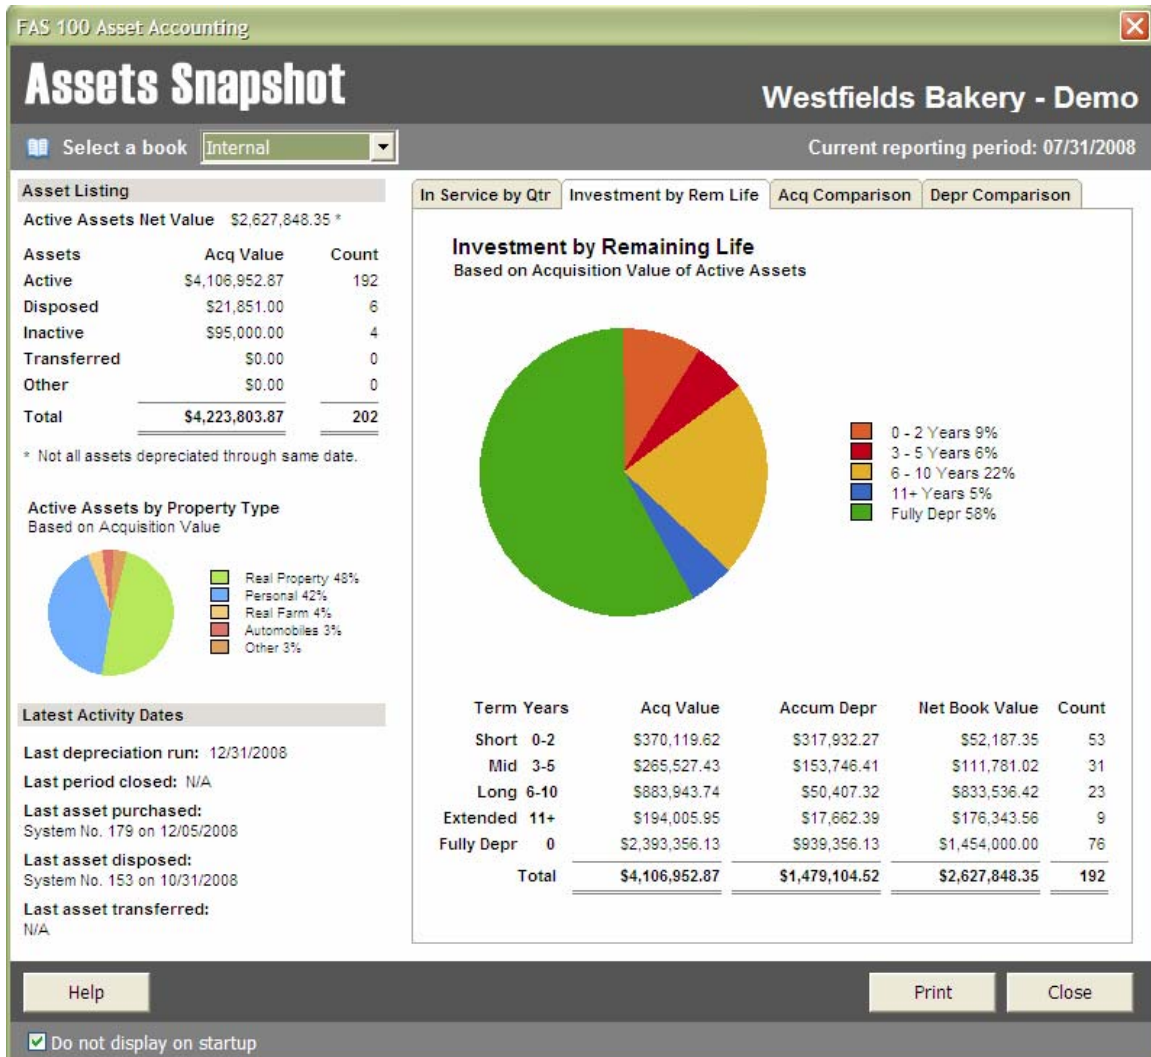 FAS 100 Asset Accounting
Assets Snapshot
Westfields Bakery - Demo
Select a book Internal
Current reporting period: 07/31/2008
Asset Listing
Active Assets Net Value $2,627,848.35 *
Assets Acq Value Count
Active $4,106,952.87 192
Disposed $21,851.00 6
Inactive $95,000.00 4
Transferred $0.00 0
Other $0.00 0
Total $4,223,803.87 202
* Not all assets depreciated through same date.
Active Assets by Property Type
Based on Acquisition Value
Real Property 48%
Personal 42%
Real Farm 4%
Automobiles 3%
Other 3%
Latest Activity Dates
Last depreciation run: 12/31/2008
Last period closed: N/A
Last asset purchased:
System No. 179 on 12/05/2008
Last asset disposed:
System No. 153 on 10/31/2008
Last asset transferred:
N/A
In Service by Qtr Investment by Rem Life Acq Comparison Depr Comparison
Investment by Remaining Life
Based on Acquisition Value of Active Assets
0 - 2 Years 9%
3 - 5 Years 6%
6 - 10 Years 22%
11+ Years 5%
Fully Depr 58%
Term Years Acq Value Accum Depr Net Book Value Count
Short 0-2 $370,119.62 $317,932.27 $52,187.35 53
Mid 3-5 $265,527.43 $153,746.41 $111,781.02 31
Long 6-10 $883,943.74 $50,407.32 $833,536.42 23
Extended 11+ $194,005.95 $17,662.39 $176,343.56 9
Fully Depr 0 $2,393,356.13 $939,356.13 $1,454,000.00 76
Total $4,106,952.87 $1,479,104.52 $2,627,848.35 192
Help
Print
Close
Do not display on startup